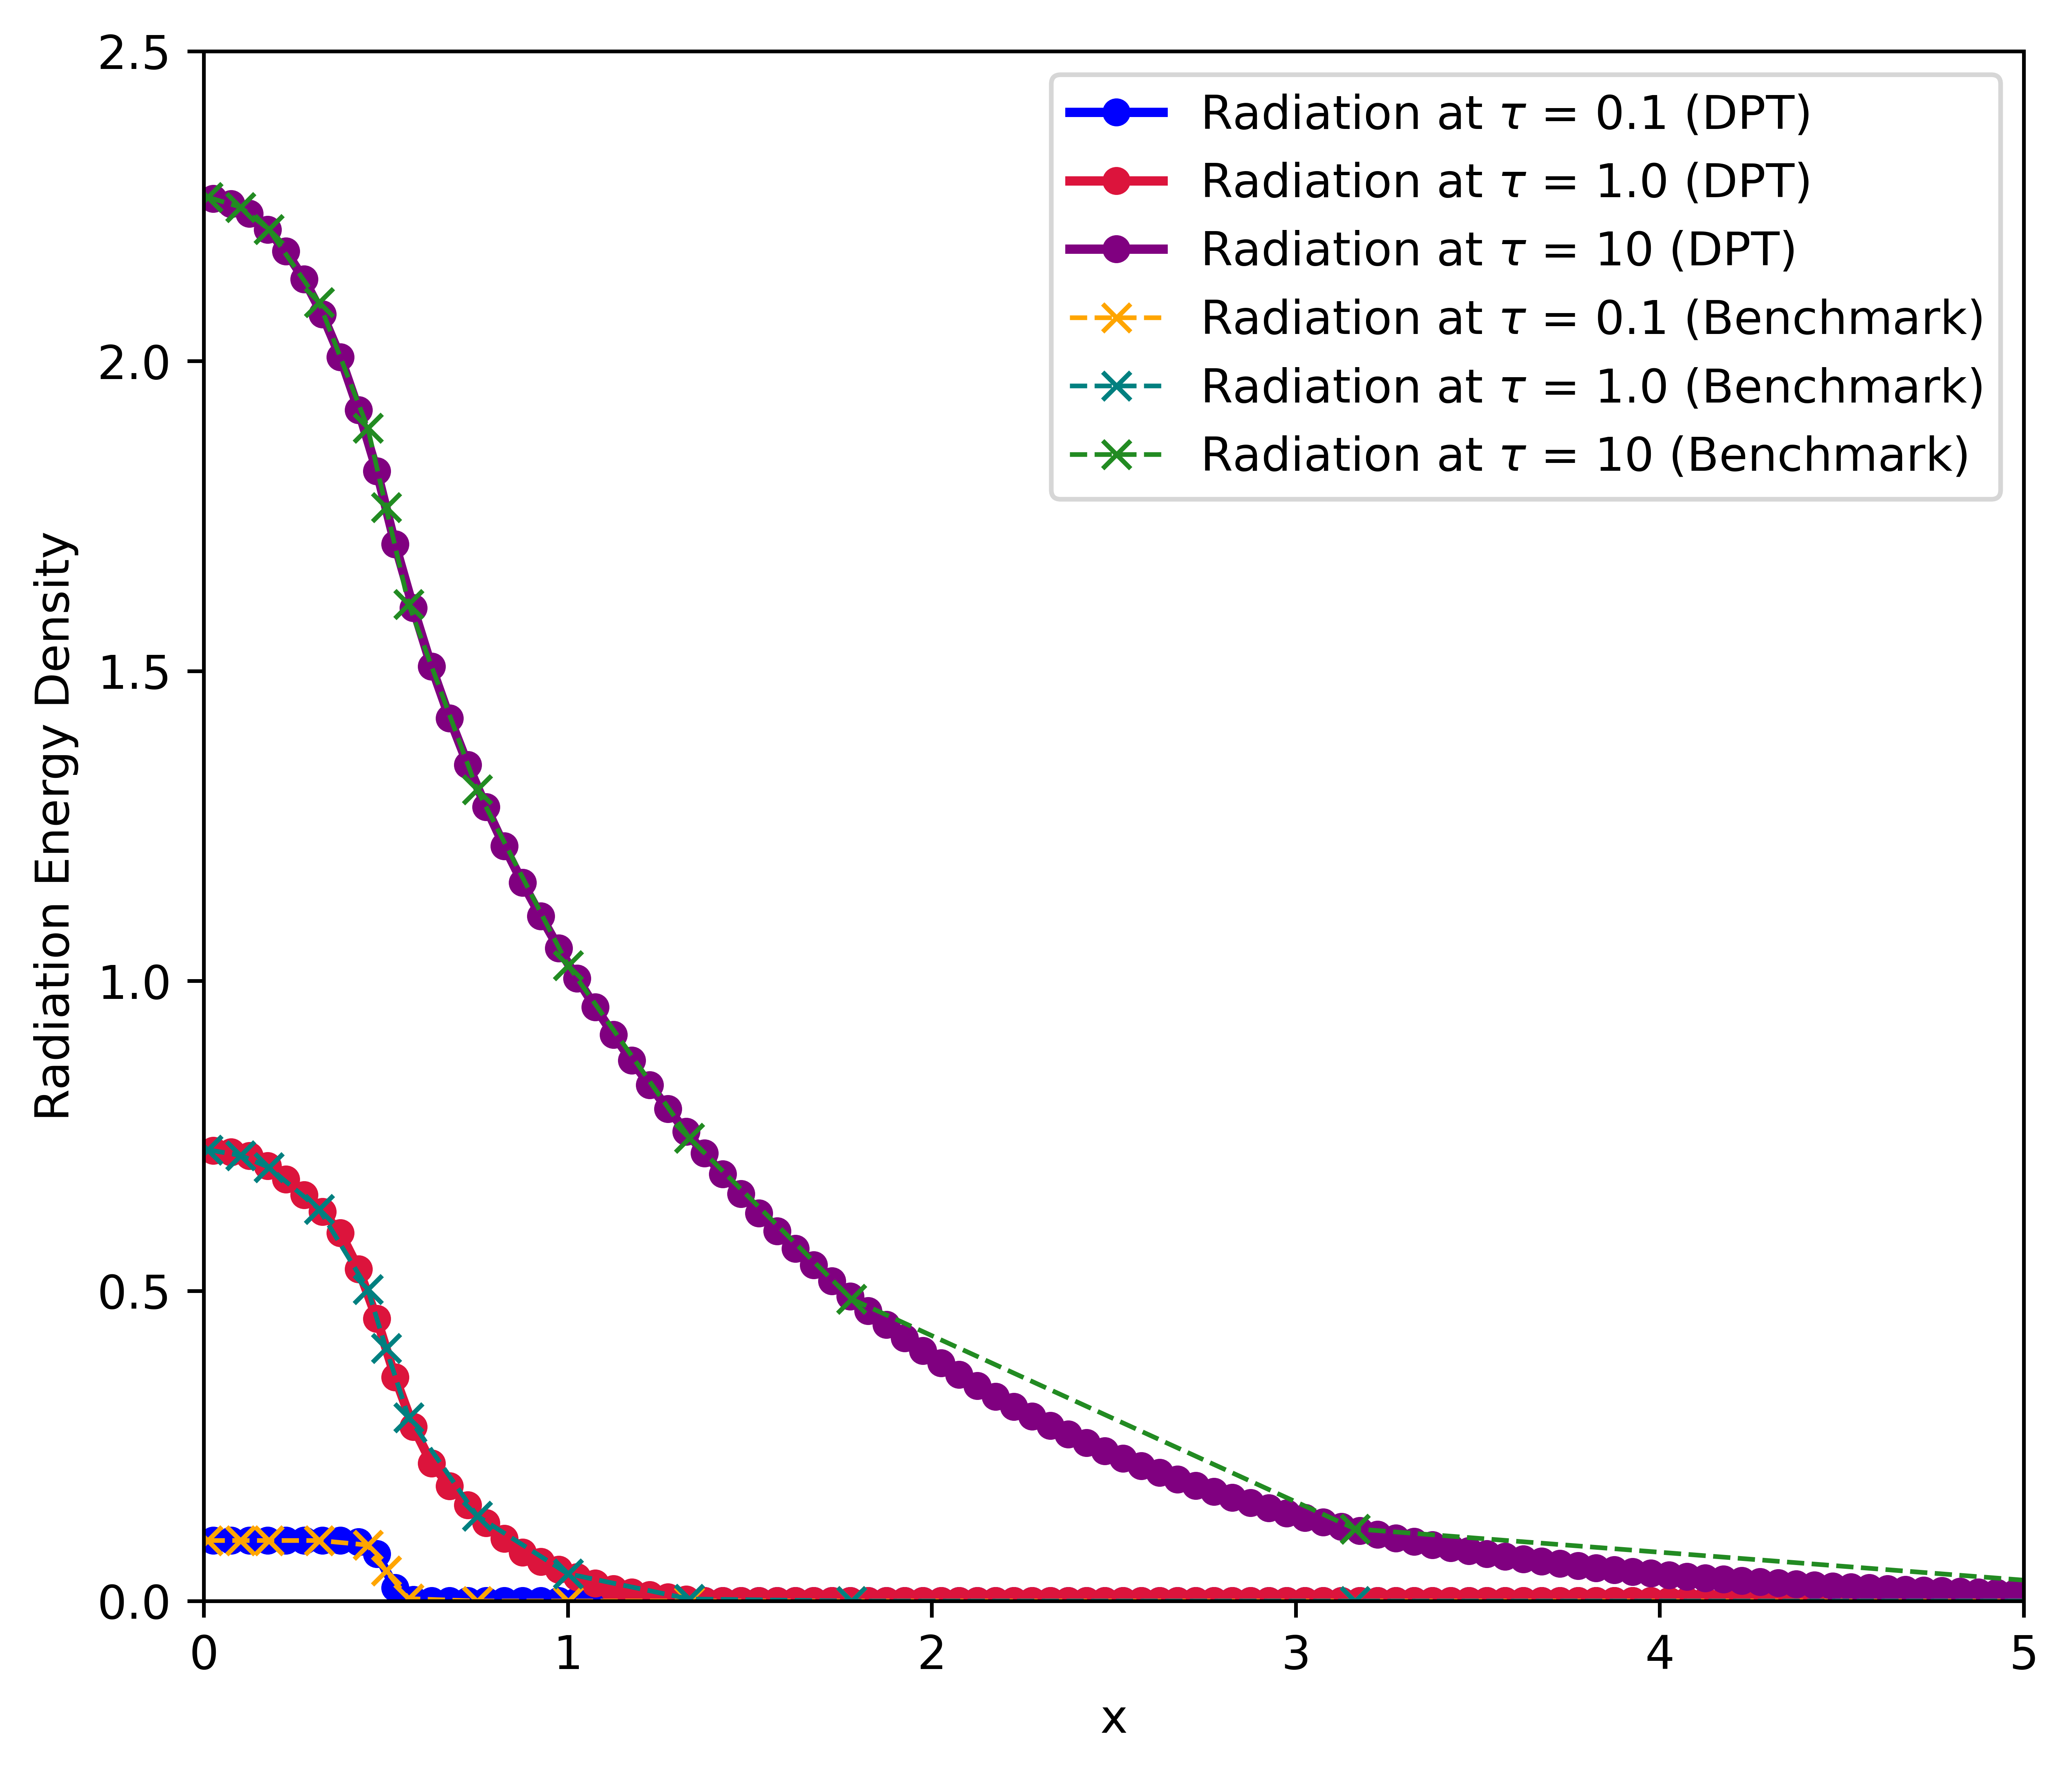 2.5
2.0
1.5
1.0
0.5
0.0
Radiation Energy Density
Radiation at τ = 0.1 (DPT)
Radiation at τ = 1.0 (DPT)
Radiation at τ = 10 (DPT)
Radiation at τ = 0.1 (Benchmark)
Radiation at τ = 1.0 (Benchmark)
Radiation at τ = 10 (Benchmark)
0 1 2 3 4 5
x